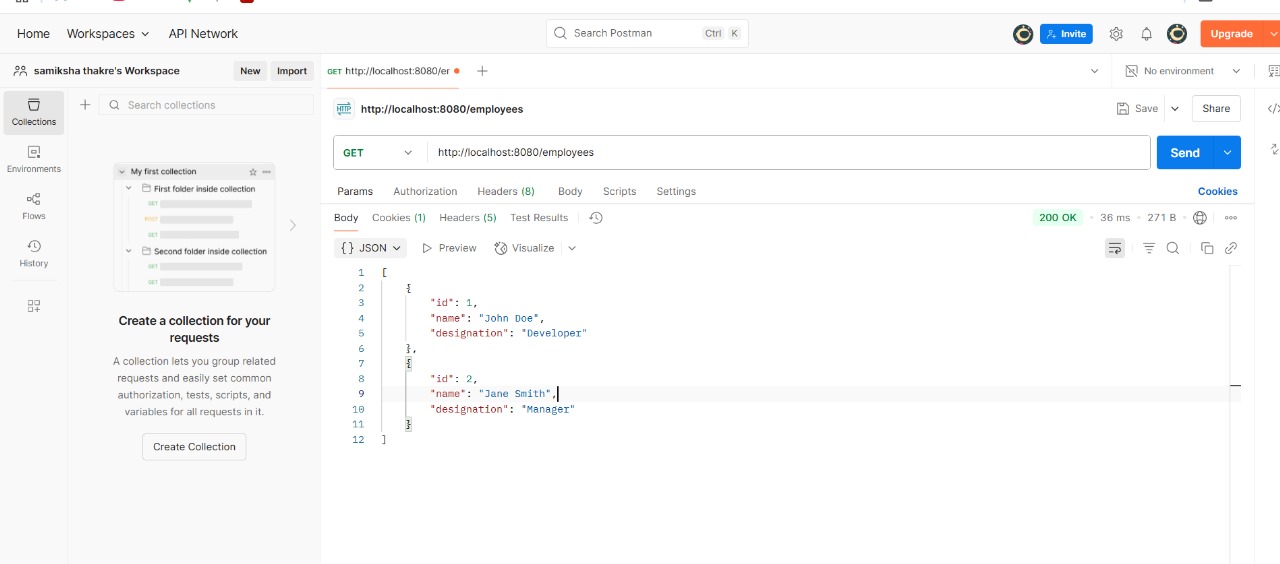 Home Workspaces API Network Search Postman Ctrl K Invite Upgrade
samiksha thakre's Workspace New Import GET http://localhost:8080/er No environment
Collections
Environments
Flows
History
Search collections
My first collection
First folder inside collection
GET
POST
GET
Second folder inside collection
GET
GET
Create a collection for your
requests
A collection lets you group related
requests and easily set common
authorization, tests, scripts, and
variables for all requests in it.
Create Collection
HTTP http://localhost:8080/employees Save Share
GET http://localhost:8080/employees Send
Params Authorization Headers (8) Body Scripts Settings Cookies
Body Cookies (1) Headers (5) Test Results 200 OK • 36 ms • 271 B •
{} JSON Preview Visualize
1 [
2 {
3 "id": 1,
4 "name": "John Doe",
5 "designation": "Developer"
6 },
7 {
8 "id": 2,
9 "name": "Jane Smith",
10 "designation": "Manager"
11 }
12 ]